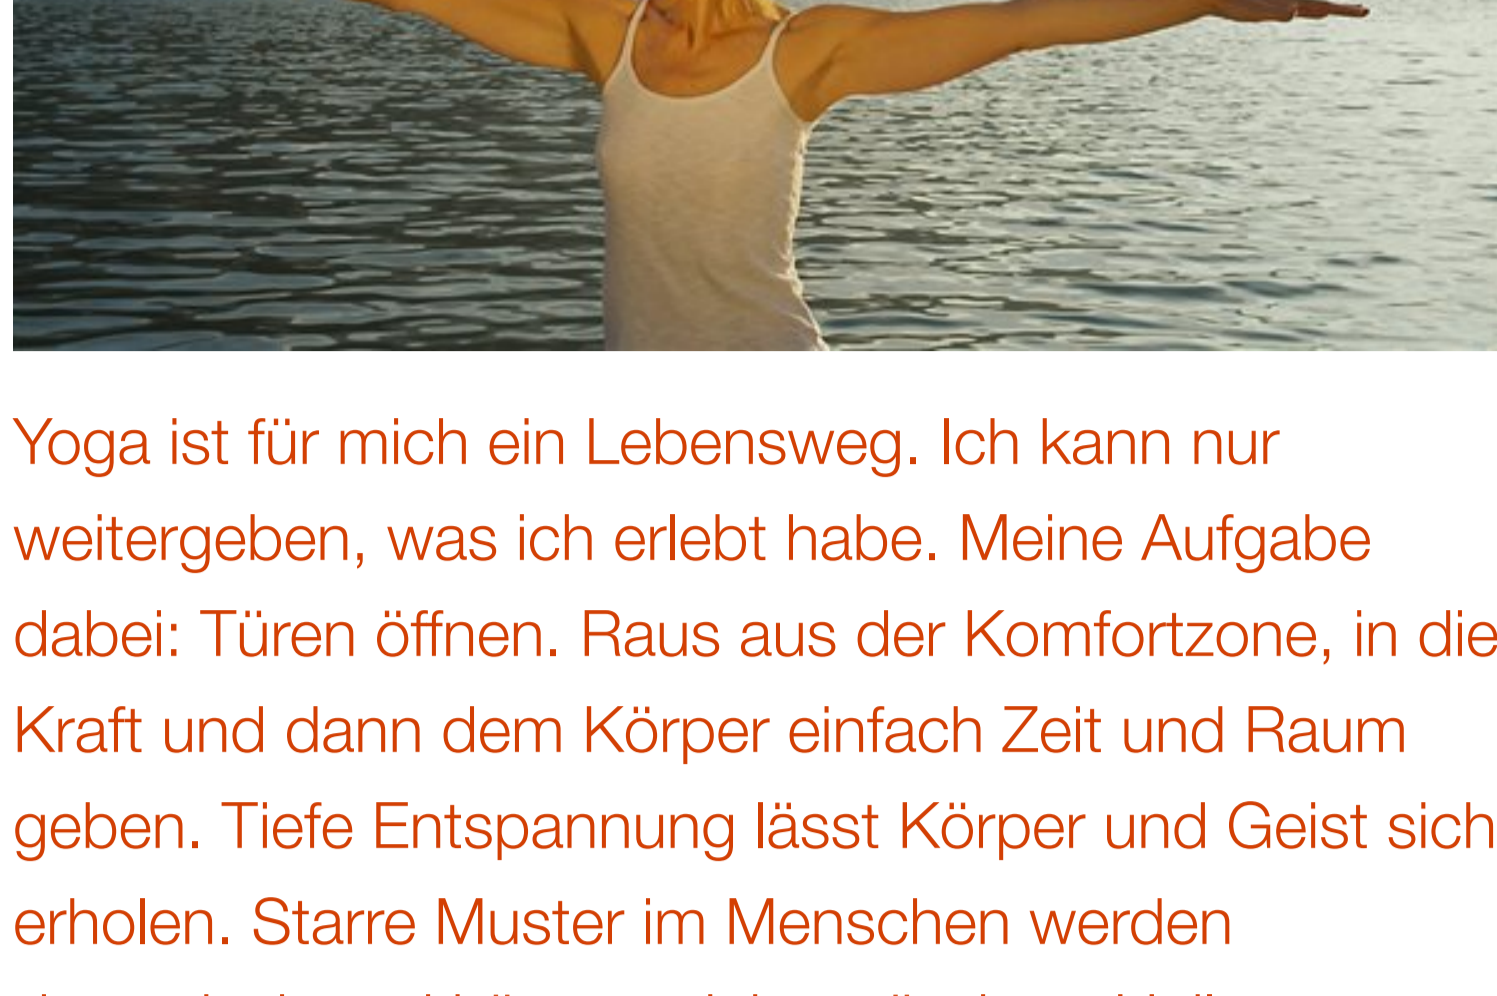 Yoga ist für mich ein Lebensweg. Ich kann nur
weitergeben, was ich erlebt habe. Meine Aufgabe
dabei: Türen öffnen. Raus aus der Komfortzone, in die
Kraft und dann dem Körper einfach Zeit und Raum
geben. Tiefe Entspannung lässt Körper und Geist sich
erholen. Starre Muster im Menschen werden